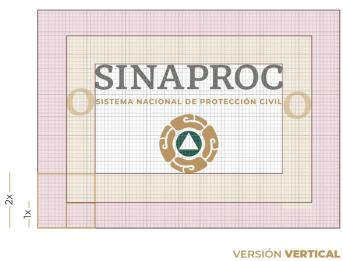 SINAPROC
O SISTEMA NACIONAL DE PROTECCIÓN CIVIL O
2x
1x
VERSIÓN VERTICAL